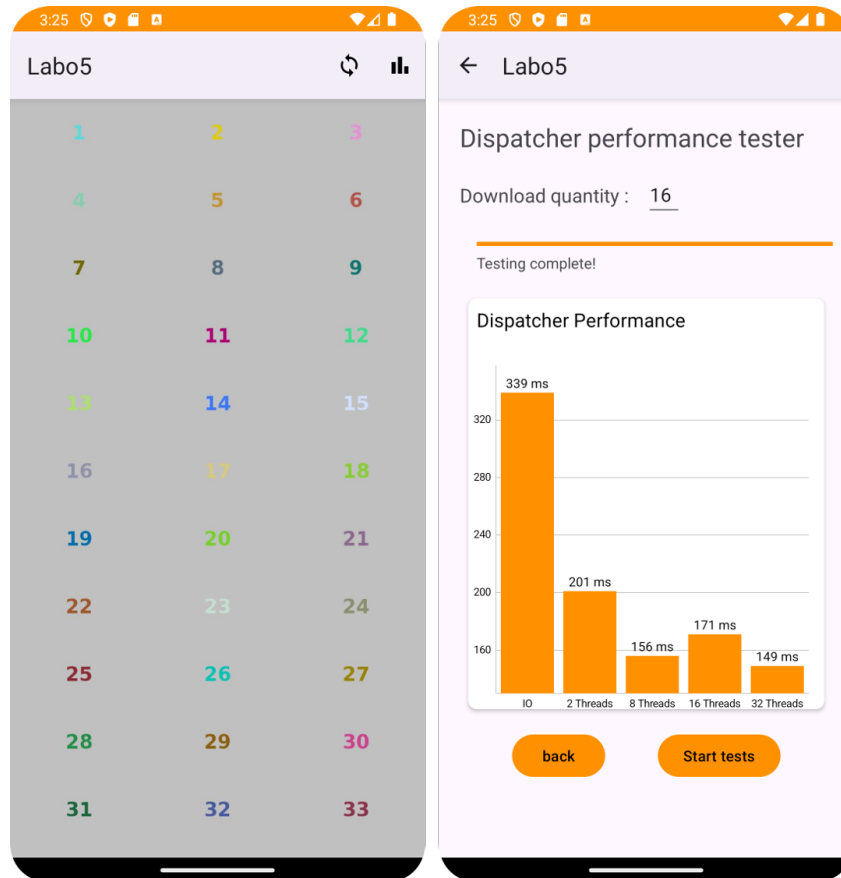 3:25
Labo5
1 2 3
4 5 6
7 8 9
10 11 12
13 14 15
16 17 18
19 20 21
22 23 24
25 26 27
28 29 30
31 32 33
3:25
Labo5
Dispatcher performance tester
Download quantity : 16
Testing complete!
Dispatcher Performance
339 ms
320
280
240
201 ms
200
171 ms
156 ms
160
149 ms
IO 2 Threads 8 Threads 16 Threads 32 Threads
back Start tests